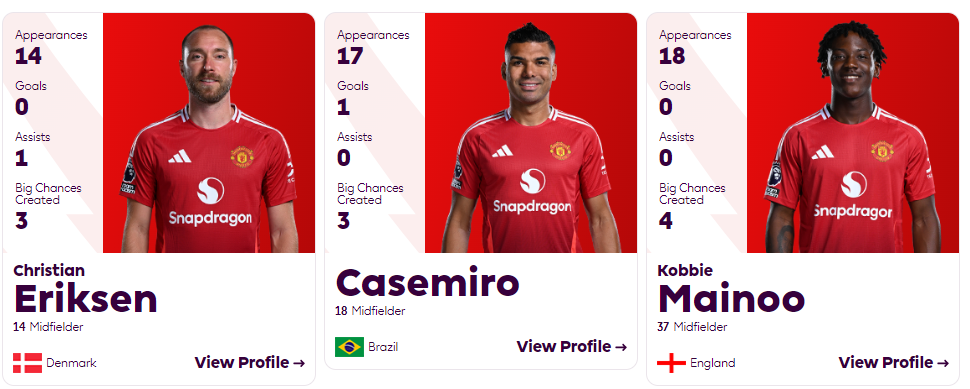 Appearances
14
Goals
0
Assists
1
Big Chances
Created
3
Snapdragon
Christian
Eriksen
14 Midfielder
Denmark
View Profile →
Appearances
17
Goals
1
Assists
0
Big Chances
Created
3
Snapdragon
Casemiro
18 Midfielder
Brazil
View Profile →
Appearances
18
Goals
0
Assists
0
Big Chances
Created
4
Snapdragon
Kobbie
Mainoo
37 Midfielder
England
View Profile →